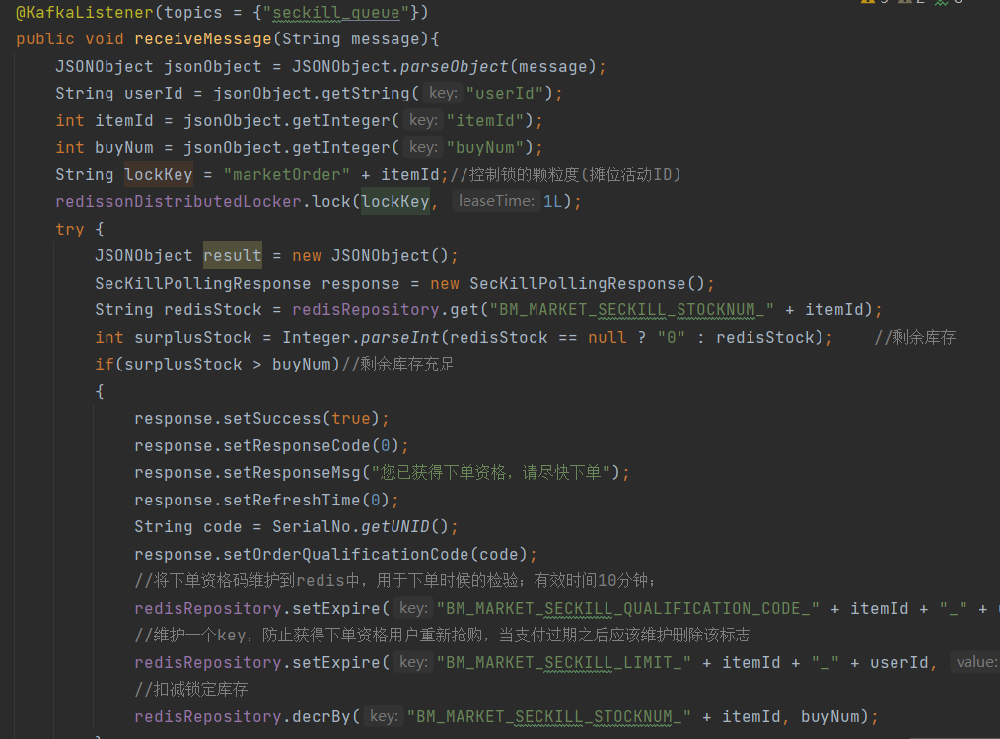 @KafkaListener(topics = {"seckill_queue"})
public void receiveMessage(String message){
JSONObject jsonObject = JSONObject.parseObject(message);
String userId = jsonObject.getString( key: "userId");
int itemId = jsonObject.getInteger( key: "itemId");
int buyNum = jsonObject.getInteger( key: "buyNum");
String lockKey = "marketOrder" + itemId;//控制锁的颗粒度(摊位活动ID)
redissonDistributedLocker.lock(lockKey, leaseTime: 1L);
try {
JSONObject result = new JSONObject();
SecKillPollingResponse response = new SecKillPollingResponse();
String redisStock = redisRepository.get("BM_MARKET_SECKILL_STOCKNUM_" + itemId);
int surplusStock = Integer.parseInt(redisStock == null ? "0" : redisStock); //剩余库存
if(surplusStock > buyNum)//剩余库存充足
{
response.setSuccess(true);
response.setResponseCode(0);
response.setResponseMsg("您已获得下单资格，请尽快下单");
response.setRefreshTime(0);
String code = SerialNo.getUNID();
response.setOrderQualificationCode(code);
//将下单资格码维护到redis中，用于下单时候的检验；有效时间10分钟；
redisRepository.setExpire( key: "BM_MARKET_SECKILL_QUALIFICATION_CODE_" + itemId + "_" +
//维护一个key，防止获得下单资格用户重新抢购，当支付过期之后应该维护删除该标志
redisRepository.setExpire( key: "BM_MARKET_SECKILL_LIMIT_" + itemId + "_" + userId, value:
//扣减锁定库存
redisRepository.decrBy( key: "BM_MARKET_SECKILL_STOCKNUM_" + itemId, buyNum);